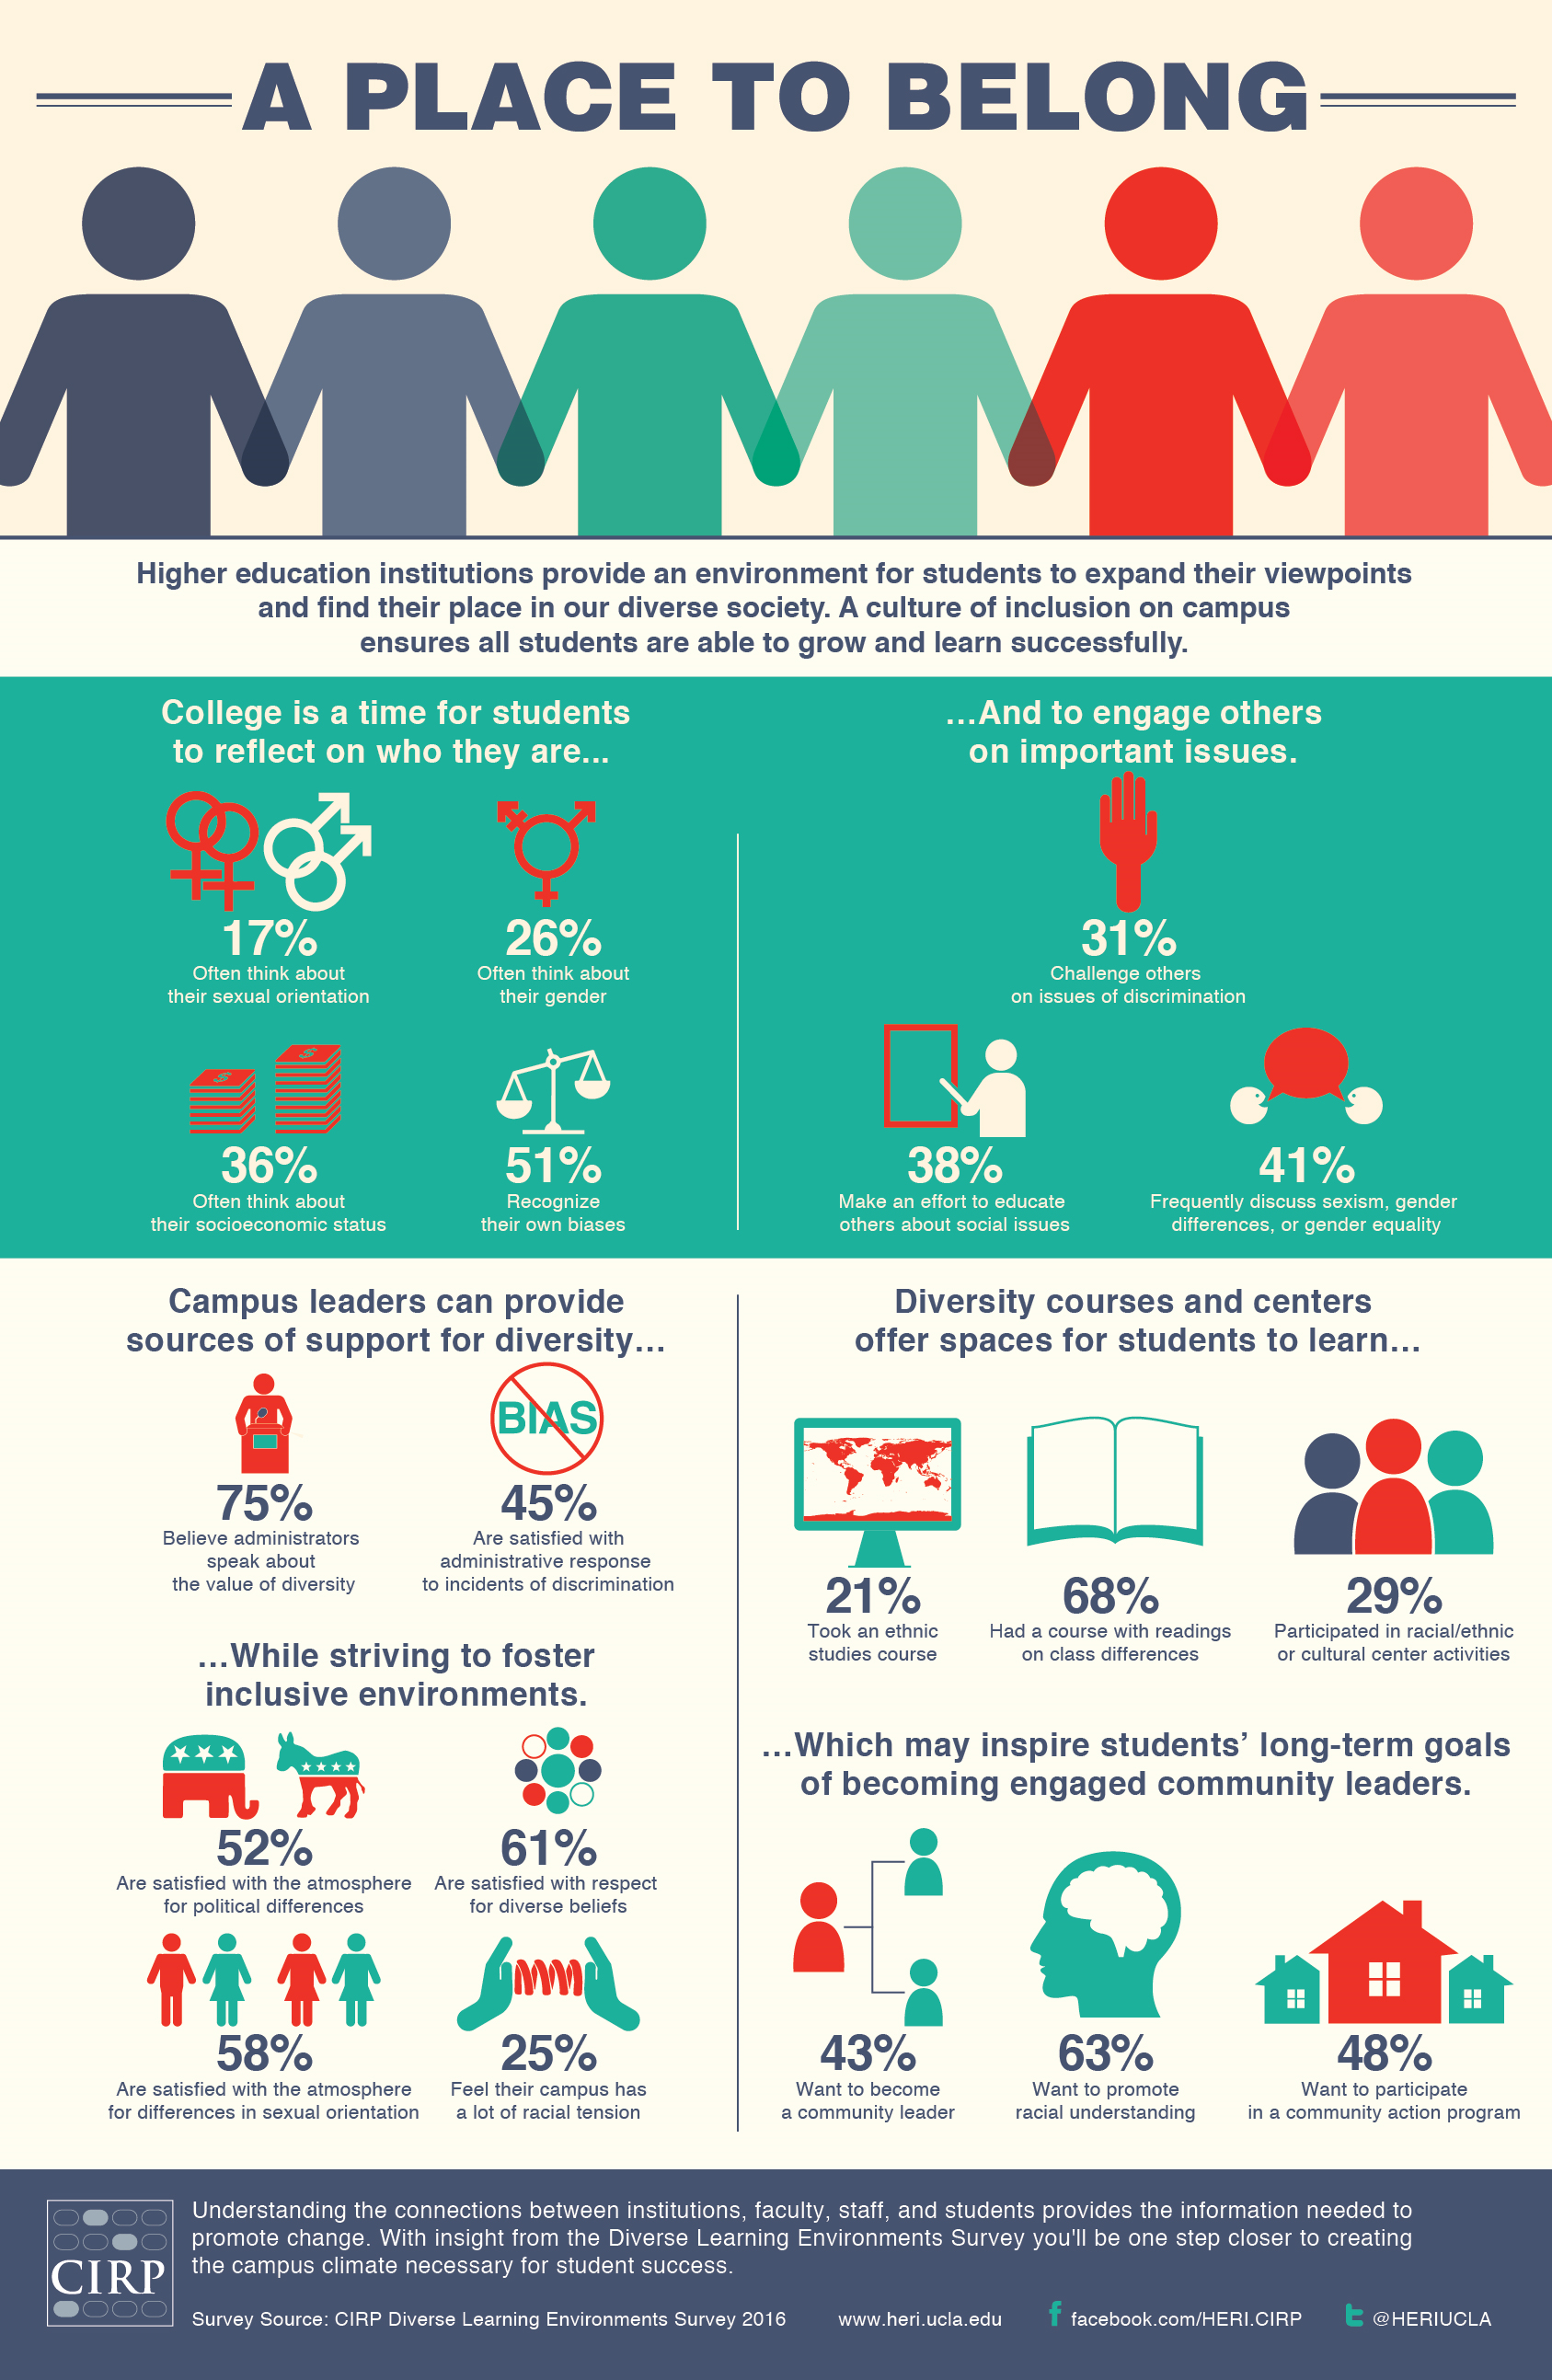 A PLACE TO BELONG
Higher education institutions provide an environment for students to expand their viewpoints
and find their place in our diverse society. A culture of inclusion on campus
ensures all students are able to grow and learn successfully.
College is a time for students
to reflect on who they are...
17%
Often think about
their sexual orientation
26%
Often think about
their gender
$ $
36%
Often think about
their socioeconomic status
51%
Recognize
their own biases
...And to engage others
on important issues.
31%
Challenge others
on issues of discrimination
38%
Make an effort to educate
others about social issues
41%
Frequently discuss sexism, gender
differences, or gender equality
Campus leaders can provide
sources of support for diversity...
75%
Believe administrators
speak about
the value of diversity
BIAS
45%
Are satisfied with
administrative response
to incidents of discrimination
...While striving to foster
inclusive environments.
52%
Are satisfied with the atmosphere
for political differences
61%
Are satisfied with respect
for diverse beliefs
58%
Are satisfied with the atmosphere
for differences in sexual orientation
25%
Feel their campus has
a lot of racial tension
Diversity courses and centers
offer spaces for students to learn...
21%
Took an ethnic
studies course
68%
Had a course with readings
on class differences
29%
Participated in racial/ethnic
or cultural center activities
...Which may inspire students’ long-term goals
of becoming engaged community leaders.
43%
Want to become
a community leader
63%
Want to promote
racial understanding
48%
Want to participate
in a community action program
CIRP
Understanding the connections between institutions, faculty, staff, and students provides the information needed to
promote change. With insight from the Diverse Learning Environments Survey you'll be one step closer to creating
the campus climate necessary for student success.
Survey Source: CIRP Diverse Learning Environments Survey 2016 www.heri.ucla.edu facebook.com/HERI.CIRP @HERIUCLA